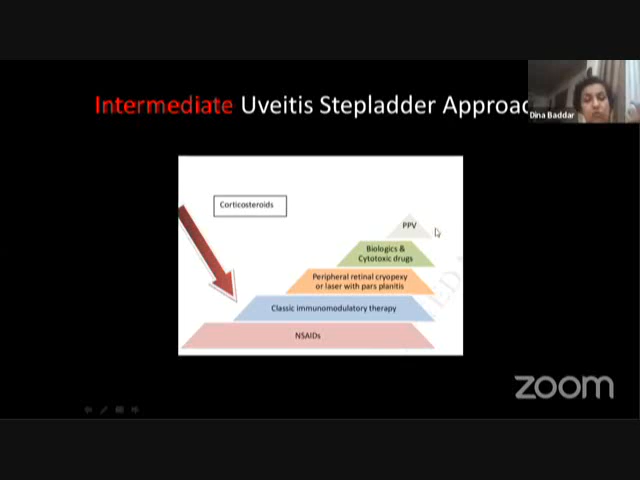 Intermediate Uveitis Stepladder Approac
Dina Baddar
Corticosteroids
PPV
Biologics &
Cytotoxic drugs
Peripheral retinal cryopexy
or laser with pars planitis
Classic immunomodulatory therapy
NSAIDs
zoom